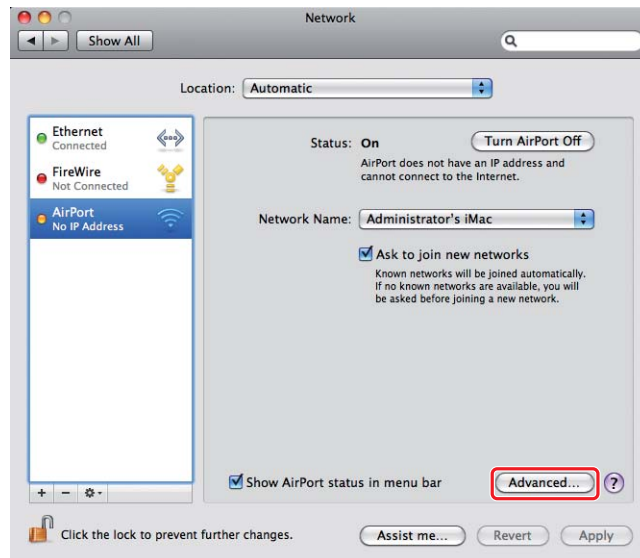 Network
Show All
Location: Automatic
Ethernet
Connected
FireWire
Not Connected
AirPort
No IP Address
Status: On
Turn AirPort Off
AirPort does not have an IP address and
cannot connect to the Internet.
Network Name: Administrator's iMac
Ask to join new networks
Known networks will be joined automatically.
If no known networks are available, you will
be asked before joining a new network.
Show AirPort status in menu bar
Advanced...
?
Click the lock to prevent further changes.
Assist me...
Revert
Apply